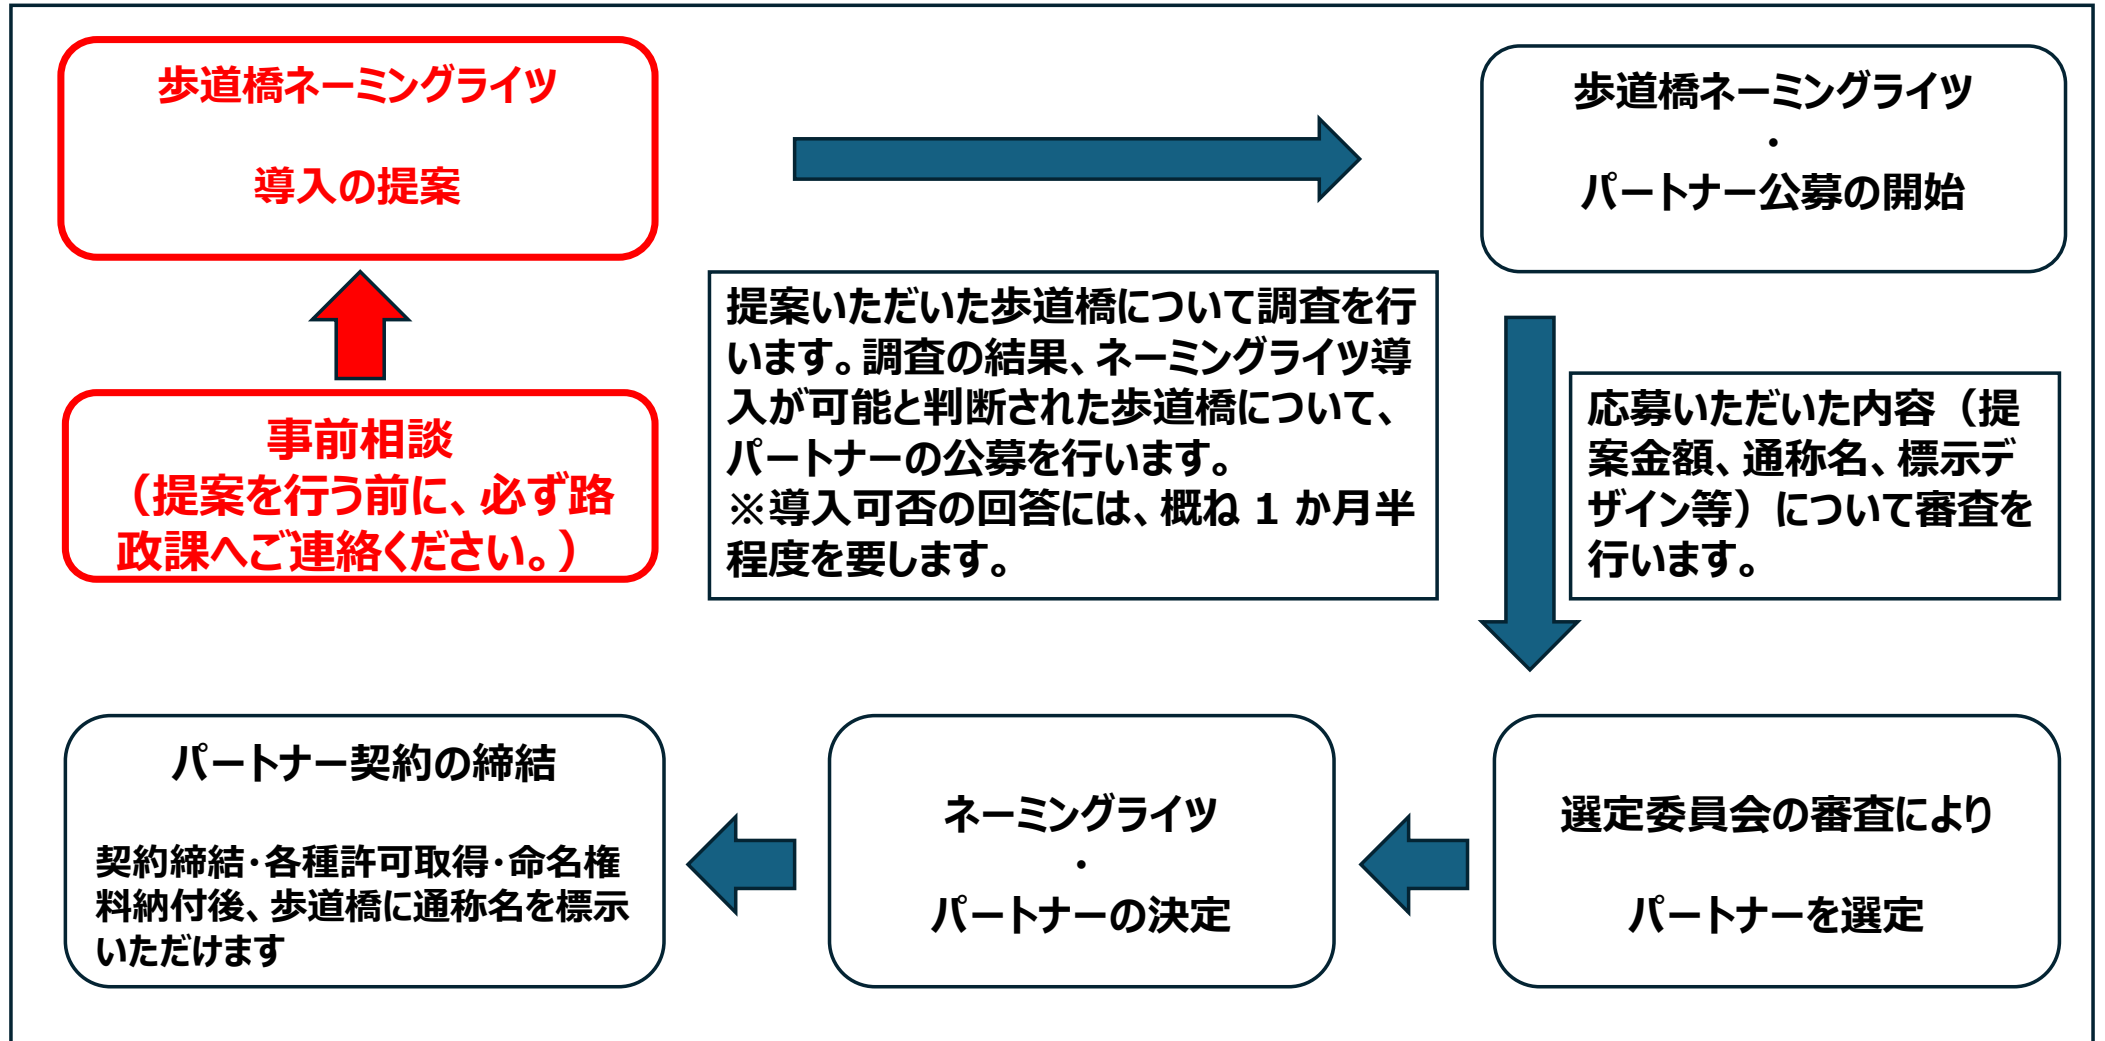 歩道橋ネーミングライツ
導入の提案
事前相談
（提案を行う前に、必ず路
政課へご連絡ください。）
提案いただいた歩道橋について調査を行
います。調査の結果、ネーミングライツ導
入が可能と判断された歩道橋について、
パートナーの公募を行います。
※導入可否の回答には、概ね１か月半
程度を要します。
歩道橋ネーミングライツ
・
パートナー公募の開始
応募いただいた内容（提
案金額、通称名、標示デ
ザイン等）について審査を
行います。
選定委員会の審査により
パートナーを選定
ネーミングライツ
・
パートナーの決定
パートナー契約の締結
契約締結・各種許可取得・命名権
料納付後、歩道橋に通称名を標示
いただけます